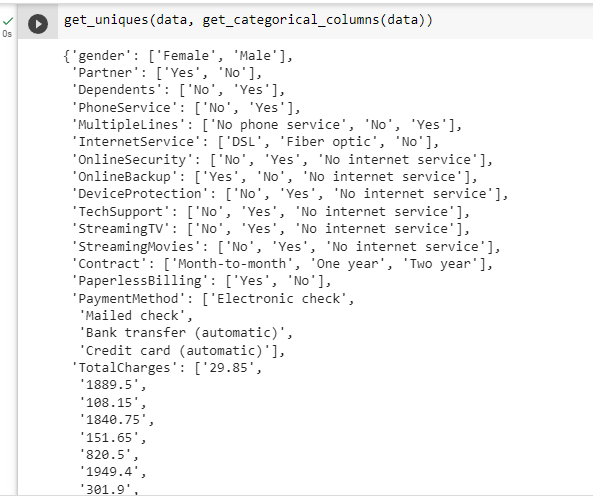 get_uniques(data, get_categorical_columns(data))
0s
{'gender': ['Female', 'Male'],
'Partner': ['Yes', 'No'],
'Dependents': ['No', 'Yes'],
'PhoneService': ['No', 'Yes'],
'MultipleLines': ['No phone service', 'No', 'Yes'],
'InternetService': ['DSL', 'Fiber optic', 'No'],
'OnlineSecurity': ['No', 'Yes', 'No internet service'],
'OnlineBackup': ['Yes', 'No', 'No internet service'],
'DeviceProtection': ['No', 'Yes', 'No internet service'],
'TechSupport': ['No', 'Yes', 'No internet service'],
'StreamingTV': ['No', 'Yes', 'No internet service'],
'StreamingMovies': ['No', 'Yes', 'No internet service'],
'Contract': ['Month-to-month', 'One year', 'Two year'],
'PaperlessBilling': ['Yes', 'No'],
'PaymentMethod': ['Electronic check',
'Mailed check',
'Bank transfer (automatic)',
'Credit card (automatic)'],
'TotalCharges': ['29.85',
'1889.5',
'108.15',
'1840.75',
'151.65',
'820.5',
'1949.4',
'301.9',